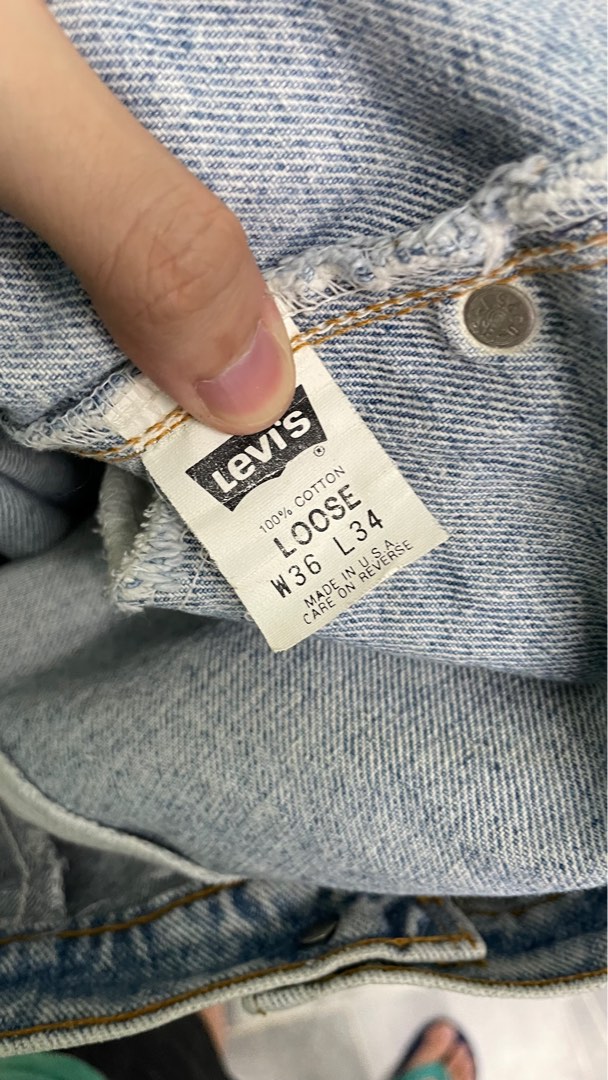 Levi's
®
100% COTTON
LOOSE
W36 L34
MADE IN U.S.A.
CARE ON REVERSE